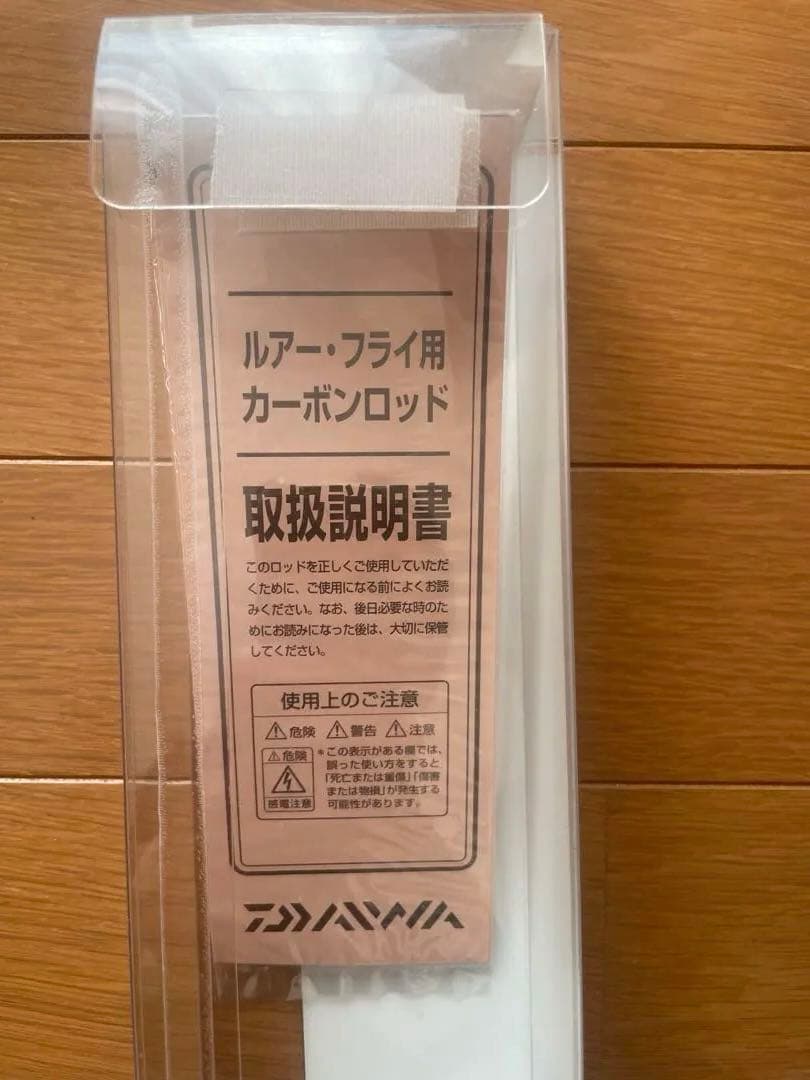 ルアー・フライ用
カーボンロッド
取扱説明書
このロッドを正しくご使用していただ
くために、ご使用になる前によくお読
みください。なお、後日必要な時のた
めにお読みになった後は、大切に保管
してください。
使用上のご注意
危険 警告 注意
危険
感電注意
*この表示がある欄では、
誤った使い方をすると
「死亡または重傷」「傷害
または物損」が発生する
可能性があります。
DAIWA